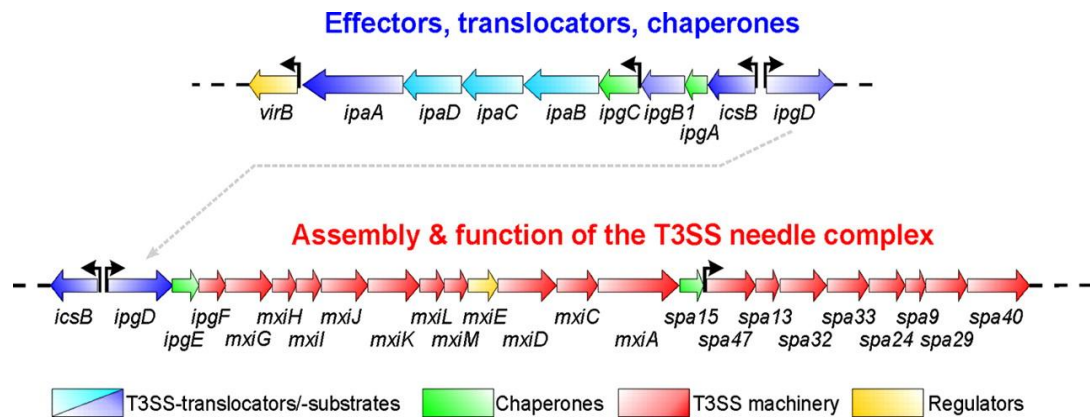 Effectors, translocators, chaperones
virB ipaA ipaD ipaC ipaB ipgC ipgB1 ipgA icsB ipgD
Assembly & function of the T3SS needle complex
icsB ipgD ipgF mxiH mxiJ mxiL mxiE mxiC spa15 spa13 spa33 spa9 spa40
ipgE mxiG mxiI mxiK mxiM mxiD mxiA spa47 spa32 spa24 spa29
T3SS-translocators/-substrates Chaperones T3SS machinery Regulators